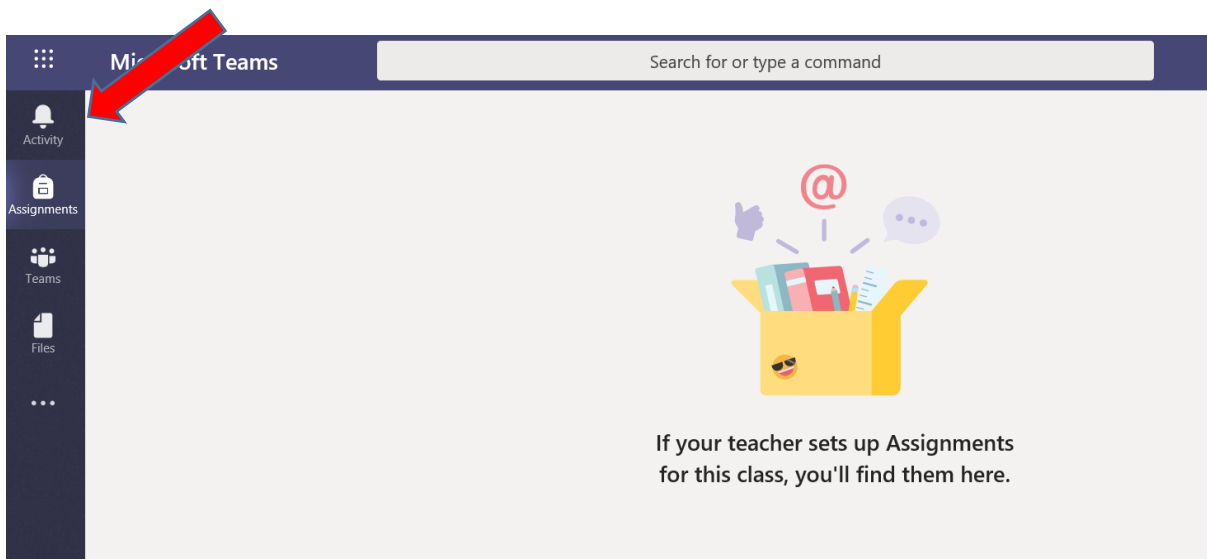 Microsoft Teams
Search for or type a command
Activity
Assignments
Teams
Files
@
If your teacher sets up Assignments
for this class, you'll find them here.